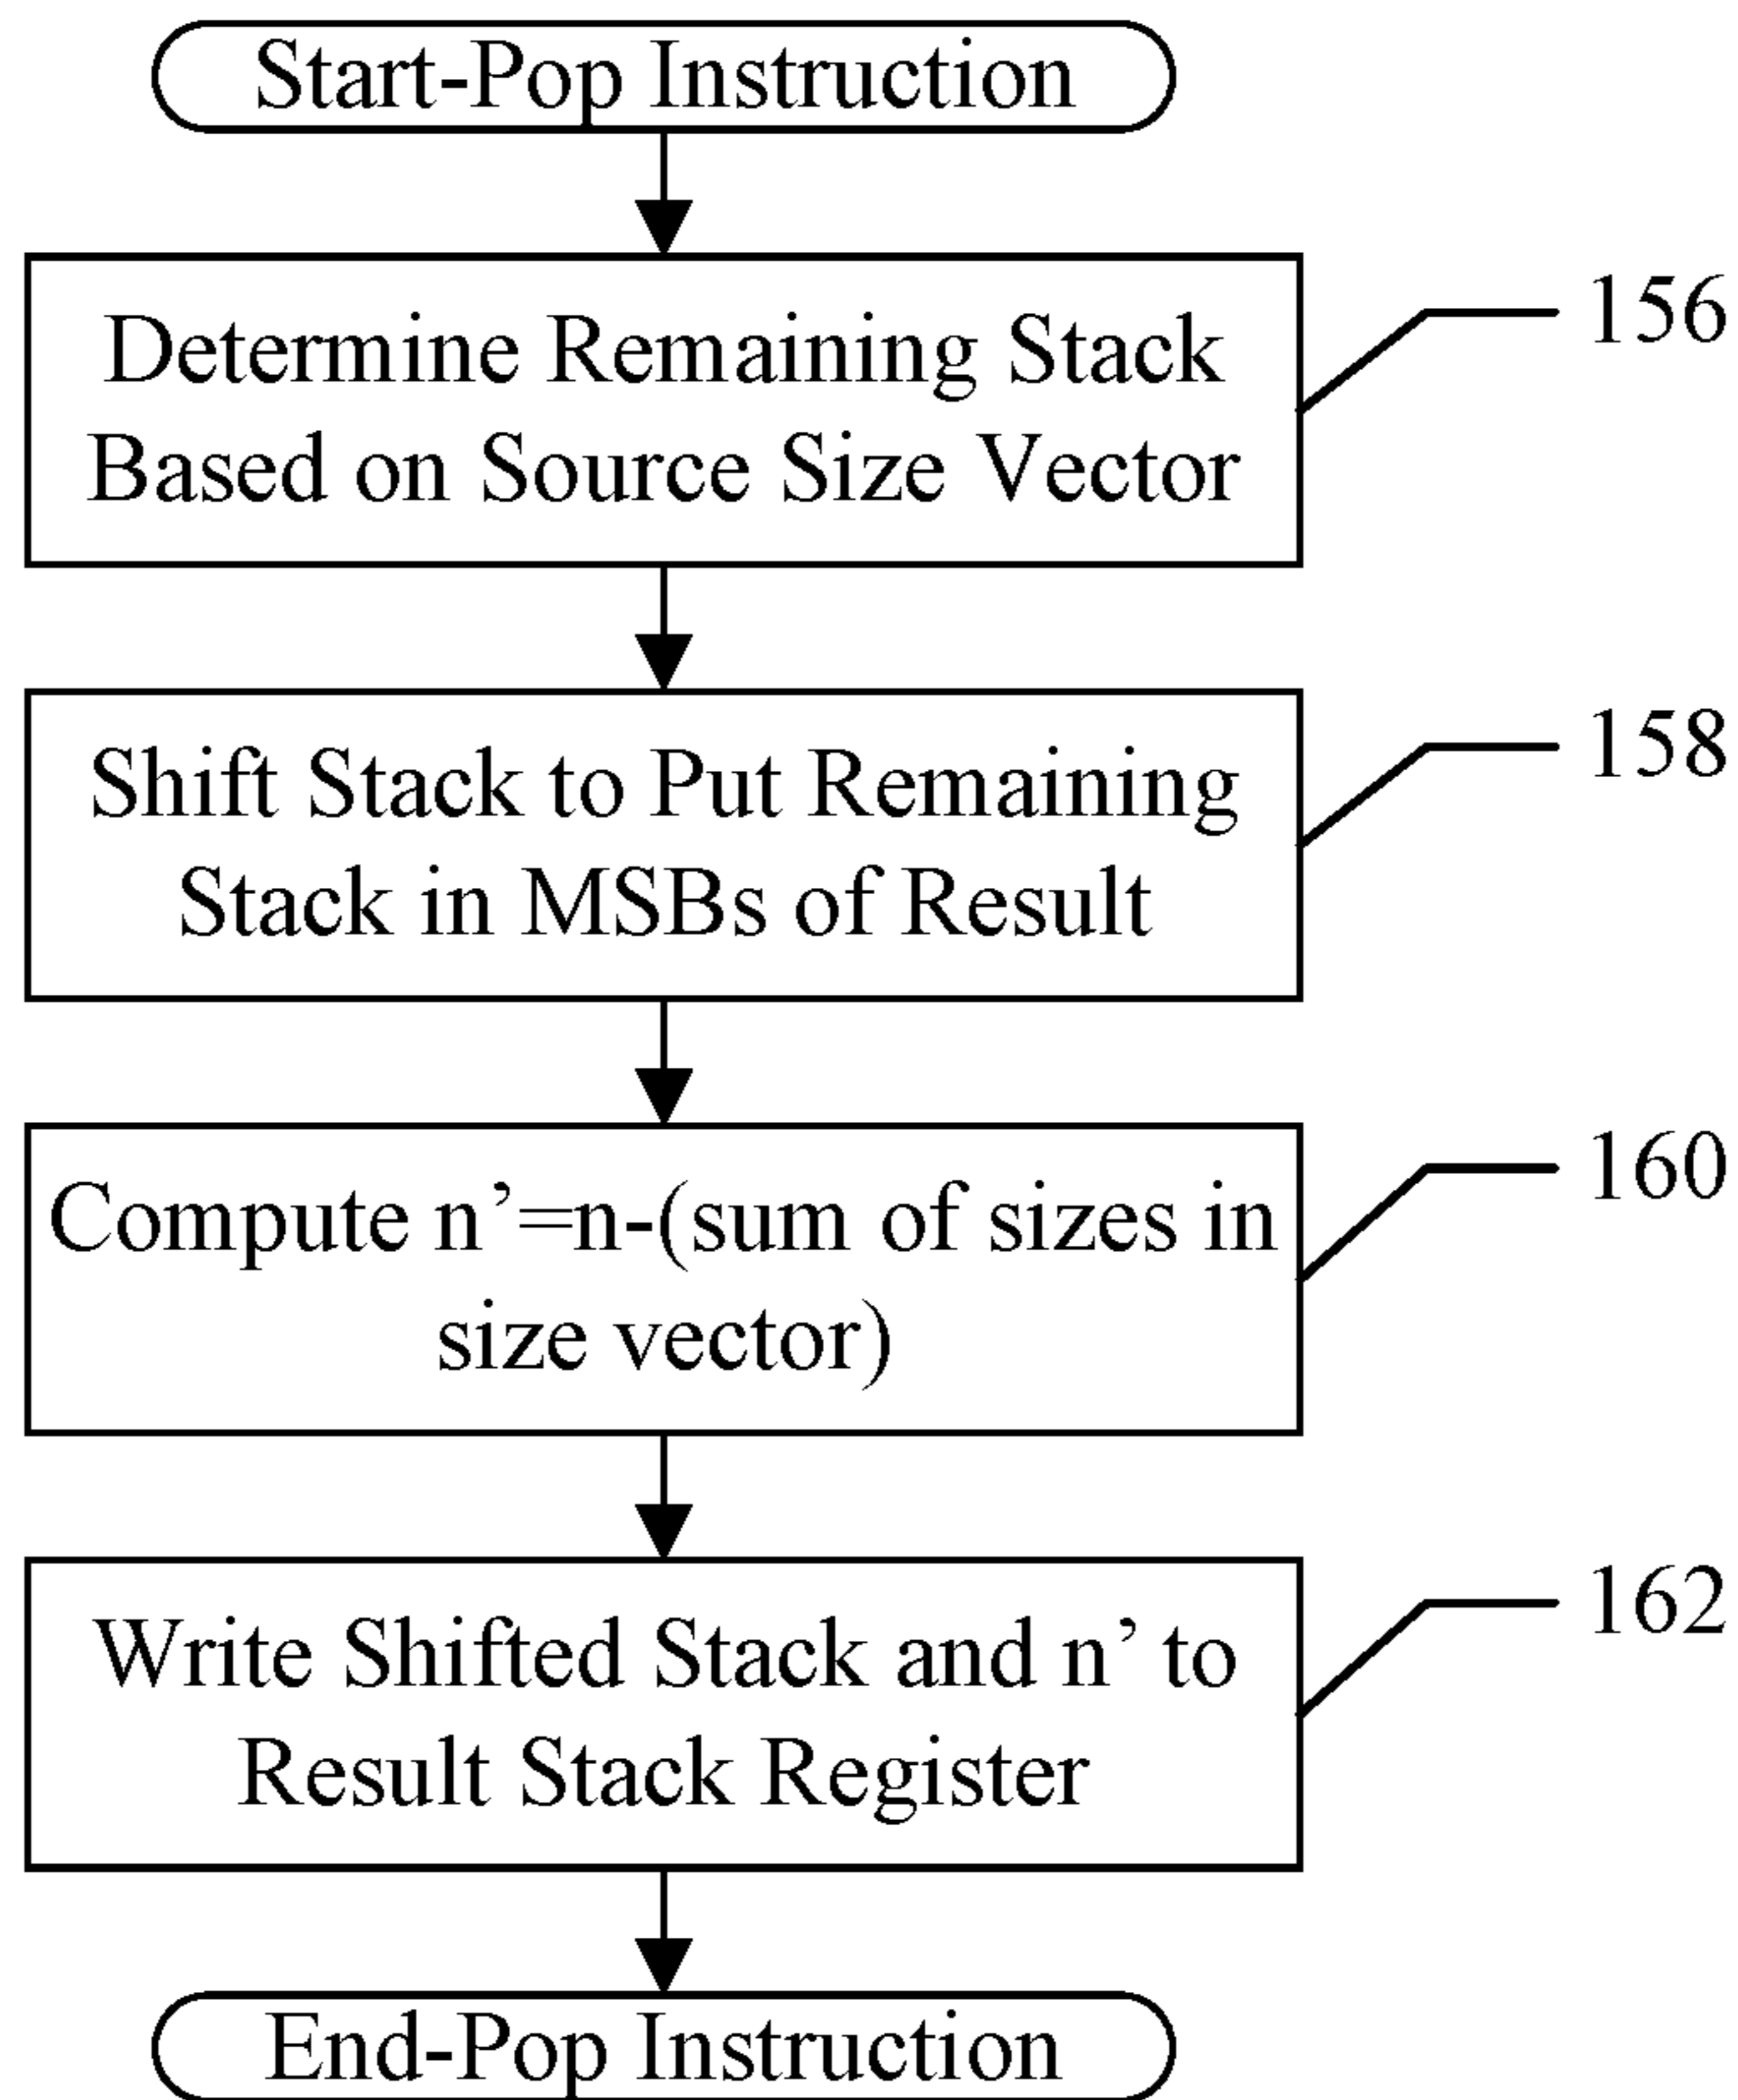 Start-Pop Instruction
Determine Remaining Stack
Based on Source Size Vector
156
Shift Stack to Put Remaining
Stack in MSBs of Result
158
Compute n’=n-(sum of sizes in
size vector)
160
Write Shifted Stack and n’ to
Result Stack Register
162
End-Pop Instruction